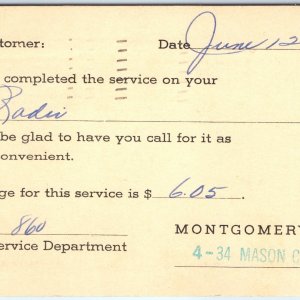 tomer: Date June 12
completed the service on your
Radio
be glad to have you call for it as
onvenient.
ge for this service is $ 6.05.
860 MONTGOMERY
ervice Department 4-34 MASON C